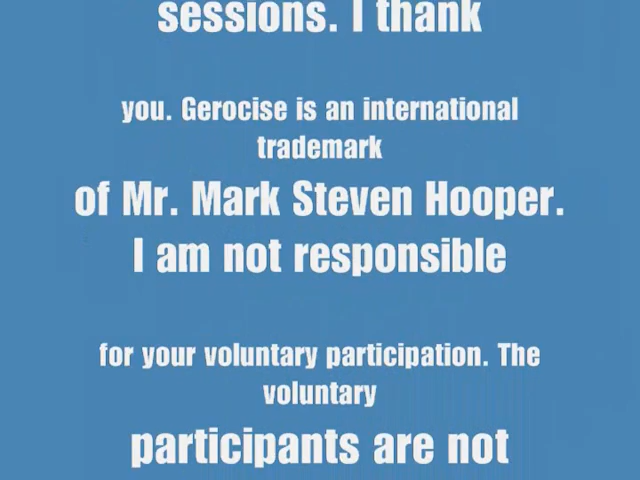 sessions. I thank
you. Gerocise is an international
trademark
of Mr. Mark Steven Hooper.
I am not responsible
for your voluntary participation. The
voluntary
participants are not